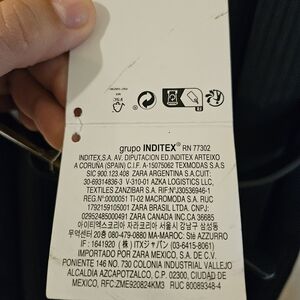 grupo INDITEX® RN 77302
INDITEX,S.A. AV. DIPUTACION ED.INDITEX ARTEIXO
A CORUÑA (SPAIN) C.I.F. A-15075062 TEXMODAS S.A.S
SIC 900.123.408 ZARA ARGENTINA S.A.CUIT:
30-69314836-3 V-310-01 AZKA LOGISTICS LLC,
TEXTILES ZANZIBAR S.A. RIF:NJ305369646-1
REG.N:0000051 TI-02 MACROMODA S.A. RUC
1792159105001 ZARA BRASIL LTDA. CNPJ:
02952485000491 ZARA CANADA INC.CA.36685
아이티엑스코리아 자라코리아 서울시 강남구 삼성동
무역센터 20층 080-479-0880 MA-MAROC: Sté AZZURRO
IF : 1641920 ( 株 ) ITXジャパン (03-6415-8061)
IMPORTADO POR ZARA MEXICO, S.A. DE C.V.
PONIENTE 146 NO. 730 COLONIA INDUSTRIAL VALLEJO
ALCALDIA AZCAPOTZALCO, C.P. 02300, CIUDAD DE
MEXICO, RFC:ZME920824KM3 RUC 80089348-4